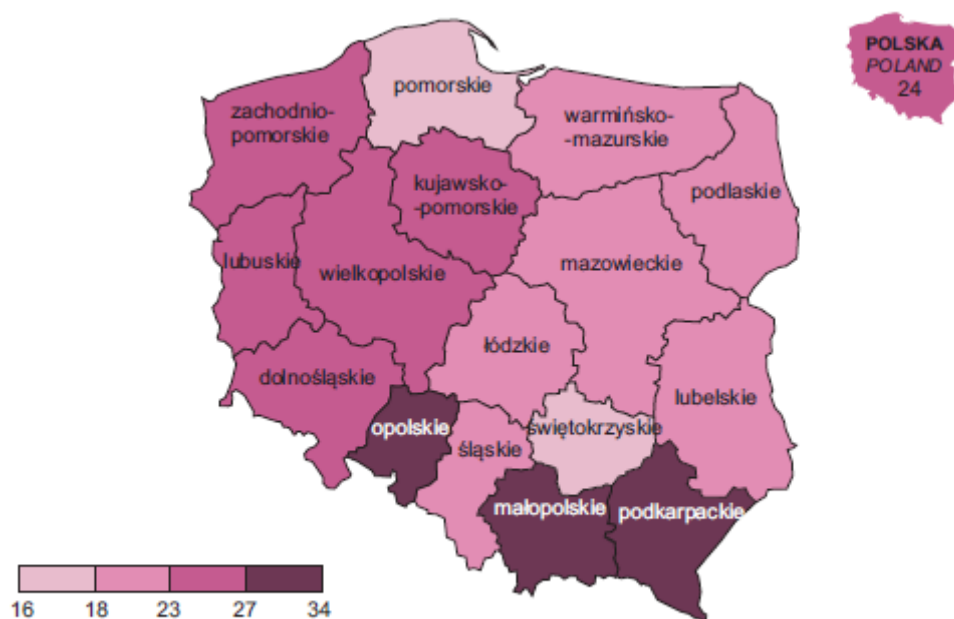 POLSKA
POLAND
24
pomorskie
zachodnio-
pomorskie
warmińsko-
-mazurskie
kujawsko-
-pomorskie
podlaskie
lubuskie
wielkopolskie
mazowieckie
łódzkie
dolnośląskie
lubelskie
opolskie
świętokrzyskie
śląskie
małopolskie
podkarpackie
16 18 23 27 34